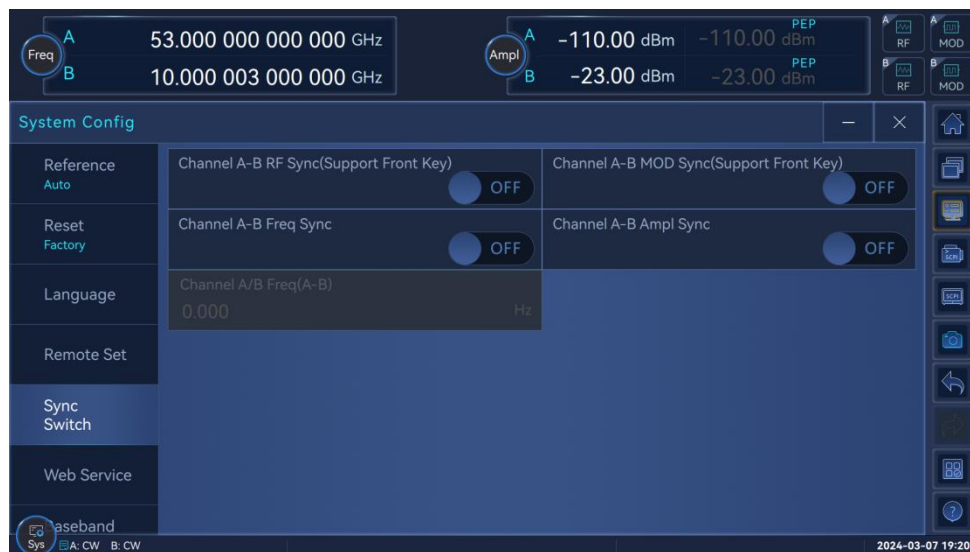 Freq
A 53.000 000 000 000 GHz
B 10.000 003 000 000 GHz
Ampl
A -110.00 dBm -110.00 dBm PEP
B -23.00 dBm -23.00 dBm PEP
A RF
A MOD
B RF
B MOD
System Config
Reference
Auto
Reset
Factory
Language
Remote Set
Sync
Switch
Web Service
Baseband
Channel A-B RF Sync(Support Front Key)
OFF
Channel A-B MOD Sync(Support Front Key)
OFF
Channel A-B Freq Sync
OFF
Channel A-B Ampl Sync
OFF
Channel A/B Freq(A-B)
0.000 Hz
SCPI
SCPI
?
Sys
A: CW B: CW
2024-03-07 19:20